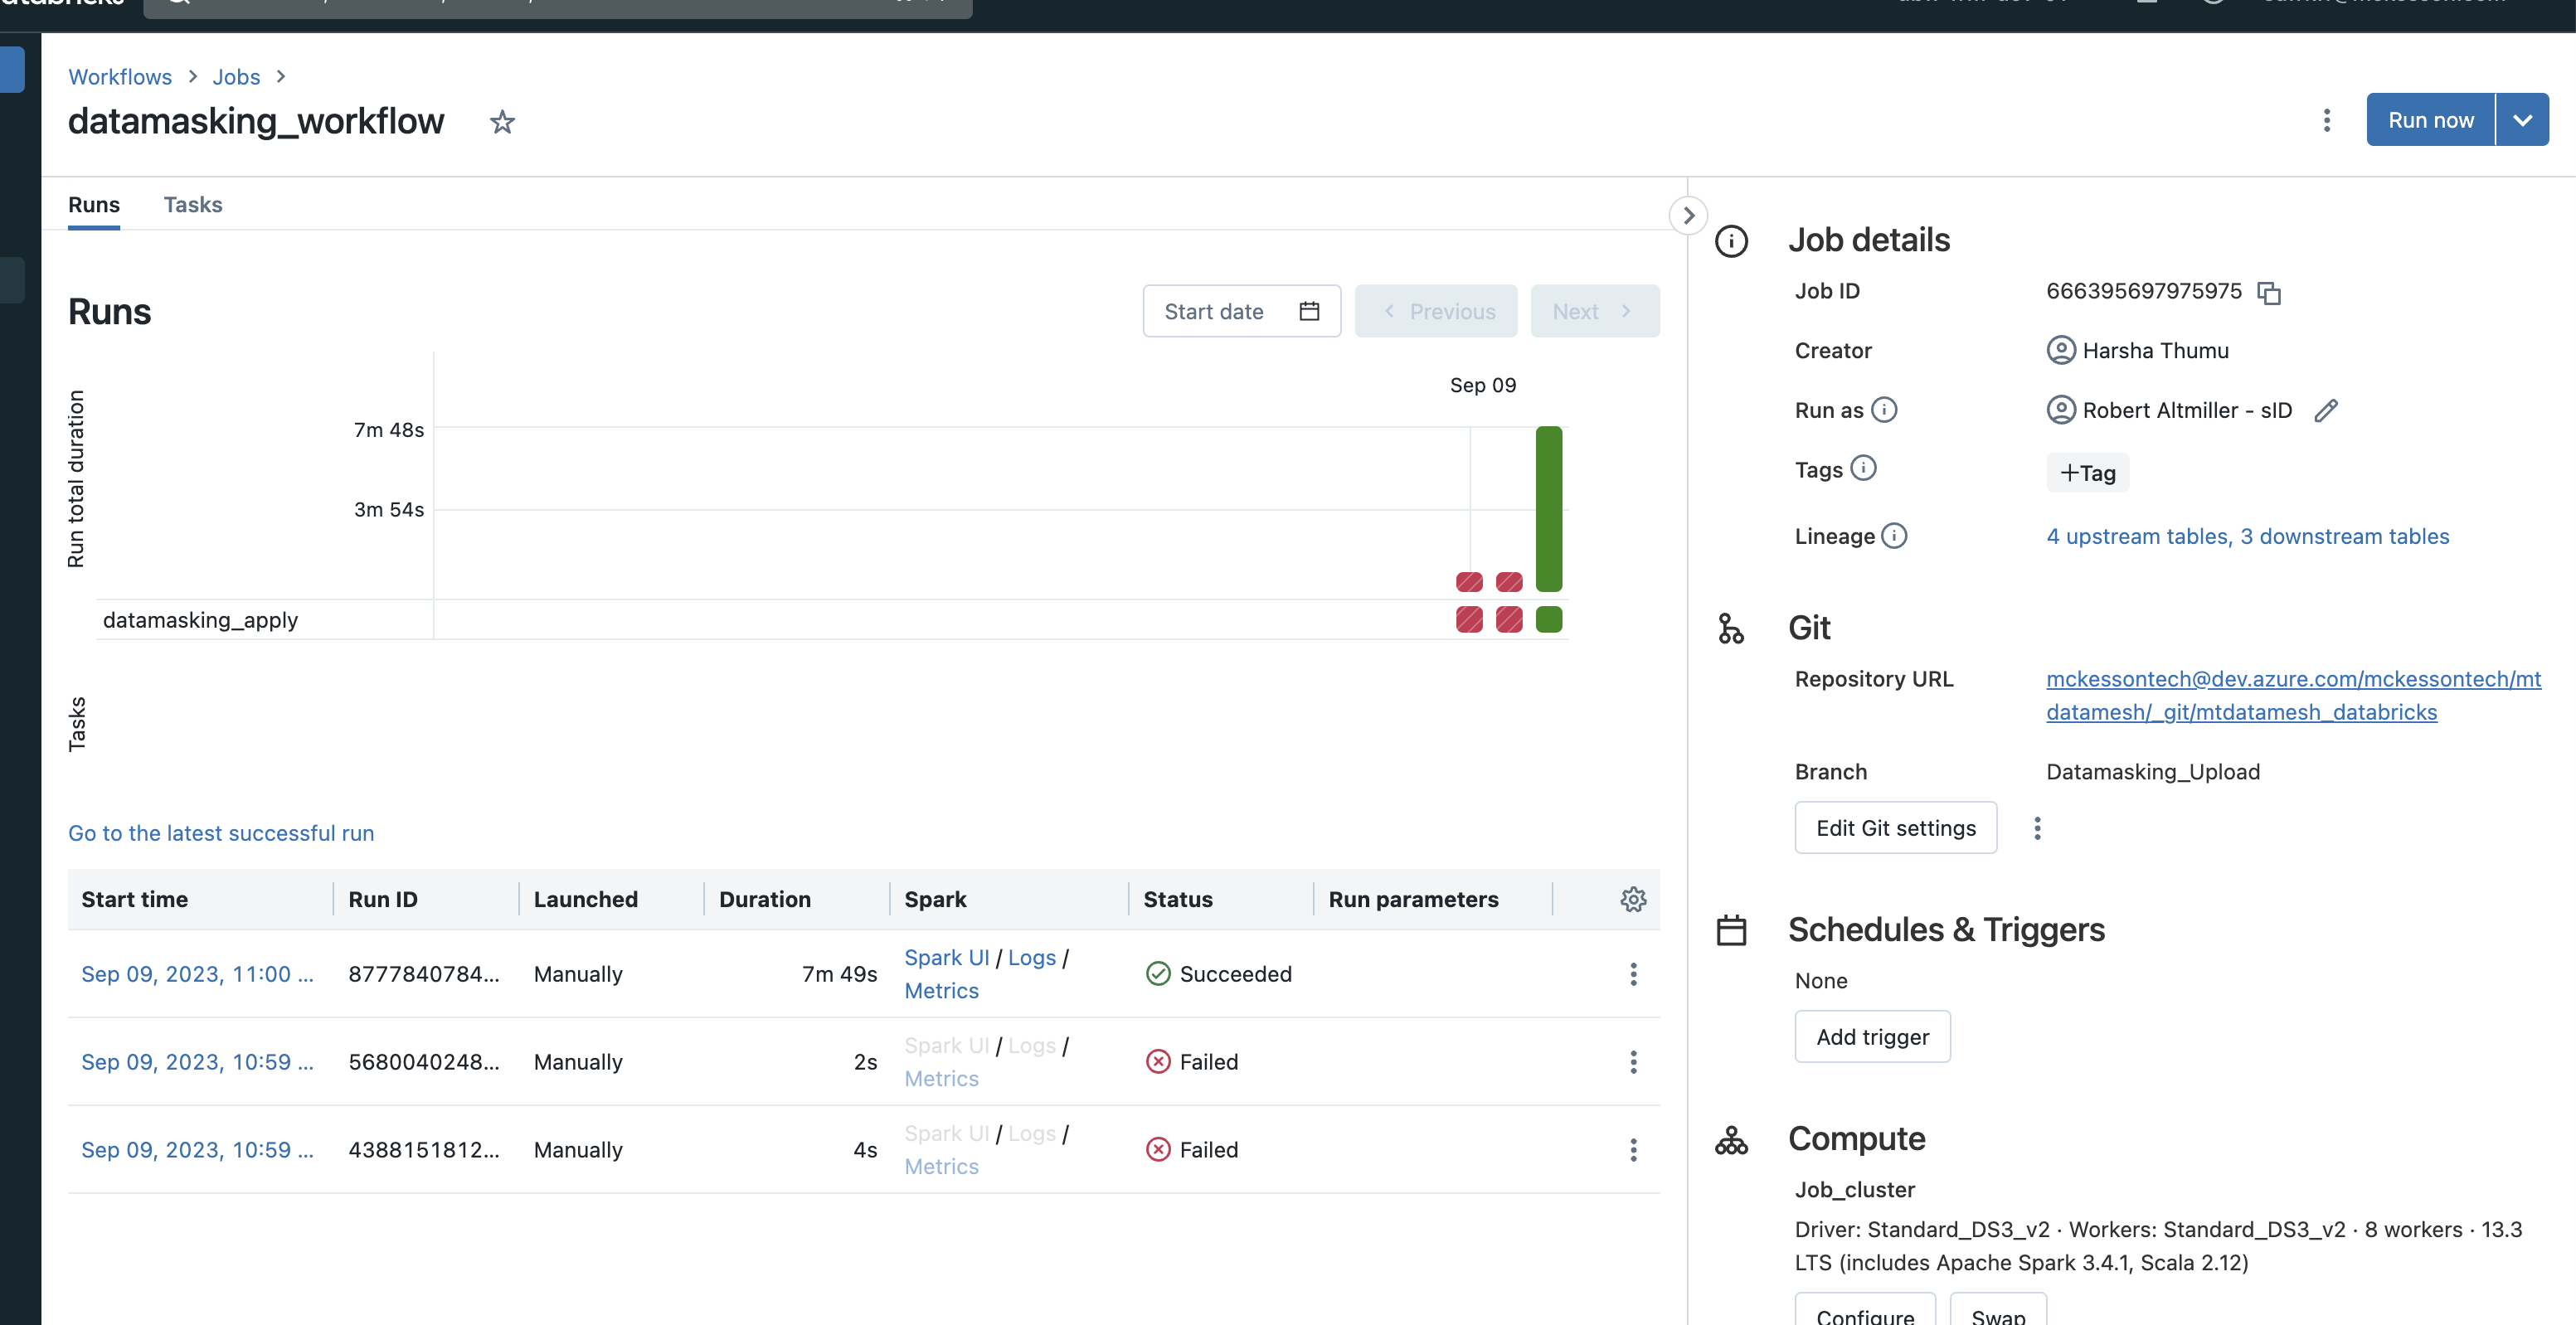 Workflows > Jobs >
datamasking_workflow
Run now
Runs Tasks
Runs
Start date
Previous
Next
Run total duration
Sep 09
7m 48s
3m 54s
datamasking_apply
Tasks
Go to the latest successful run
Start time Run ID Launched Duration Spark Status Run parameters
Sep 09, 2023, 11:00 ... 8777840784... Manually 7m 49s Spark UI / Logs / Succeeded
Metrics
Sep 09, 2023, 10:59 ... 5680040248... Manually 2s Spark UI / Logs / Failed
Metrics
Sep 09, 2023, 10:59 ... 4388151812... Manually 4s Spark UI / Logs / Failed
Metrics
Job details
Job ID 666395697975975
Creator Harsha Thumu
Run as Robert Altmiller - sID
Tags +Tag
Lineage 4 upstream tables, 3 downstream tables
Git
Repository URL mckessontech@dev.azure.com/mckessontech/mt
datamesh/_git/mtdatamesh_databricks
Branch Datamasking_Upload
Edit Git settings
Schedules & Triggers
None
Add trigger
Compute
Job_cluster
Driver: Standard_DS3_v2 · Workers: Standard_DS3_v2 · 8 workers · 13.3
LTS (includes Apache Spark 3.4.1, Scala 2.12)
Configure Swap